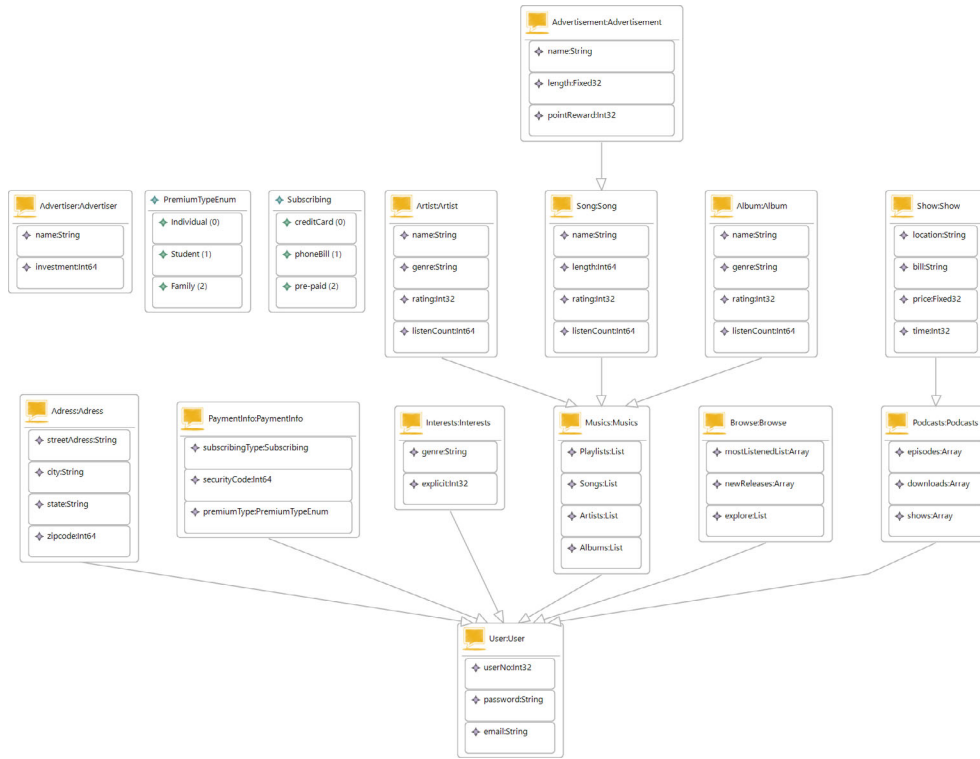 Advertisement:Advertisement
name:String
length:Fixed32
pointReward:Int32
Advertiser:Advertiser
name:String
investment:Int64
PremiumTypeEnum
Individual (0)
Student (1)
Family (2)
Subscribing
creditCard (0)
phoneBill (1)
pre-paid (2)
Artist:Artist
name:String
genre:String
rating:Int32
listenCount:Int64
Song:Song
name:String
length:Int64
rating:Int32
listenCount:Int64
Album:Album
name:String
genre:String
rating:Int32
listenCount:Int64
Show:Show
location:String
bill:String
price:Fixed32
time:Int32
Adress:Adress
streetAdress:String
city:String
state:String
zipcode:Int64
PaymentInfo:PaymentInfo
subscribingType:Subscribing
securityCode:Int64
premiumType:PremiumTypeEnum
Interests:Interests
genre:String
explicit:Int32
Musics:Musics
Playlists:List
Songs:List
Artists:List
Albums:List
Browse:Browse
mostListenedList:Array
newReleases:Array
explore:List
Podcasts:Podcasts
episodes:Array
downloads:Array
shows:Array
User:User
userNo:Int32
password:String
email:String